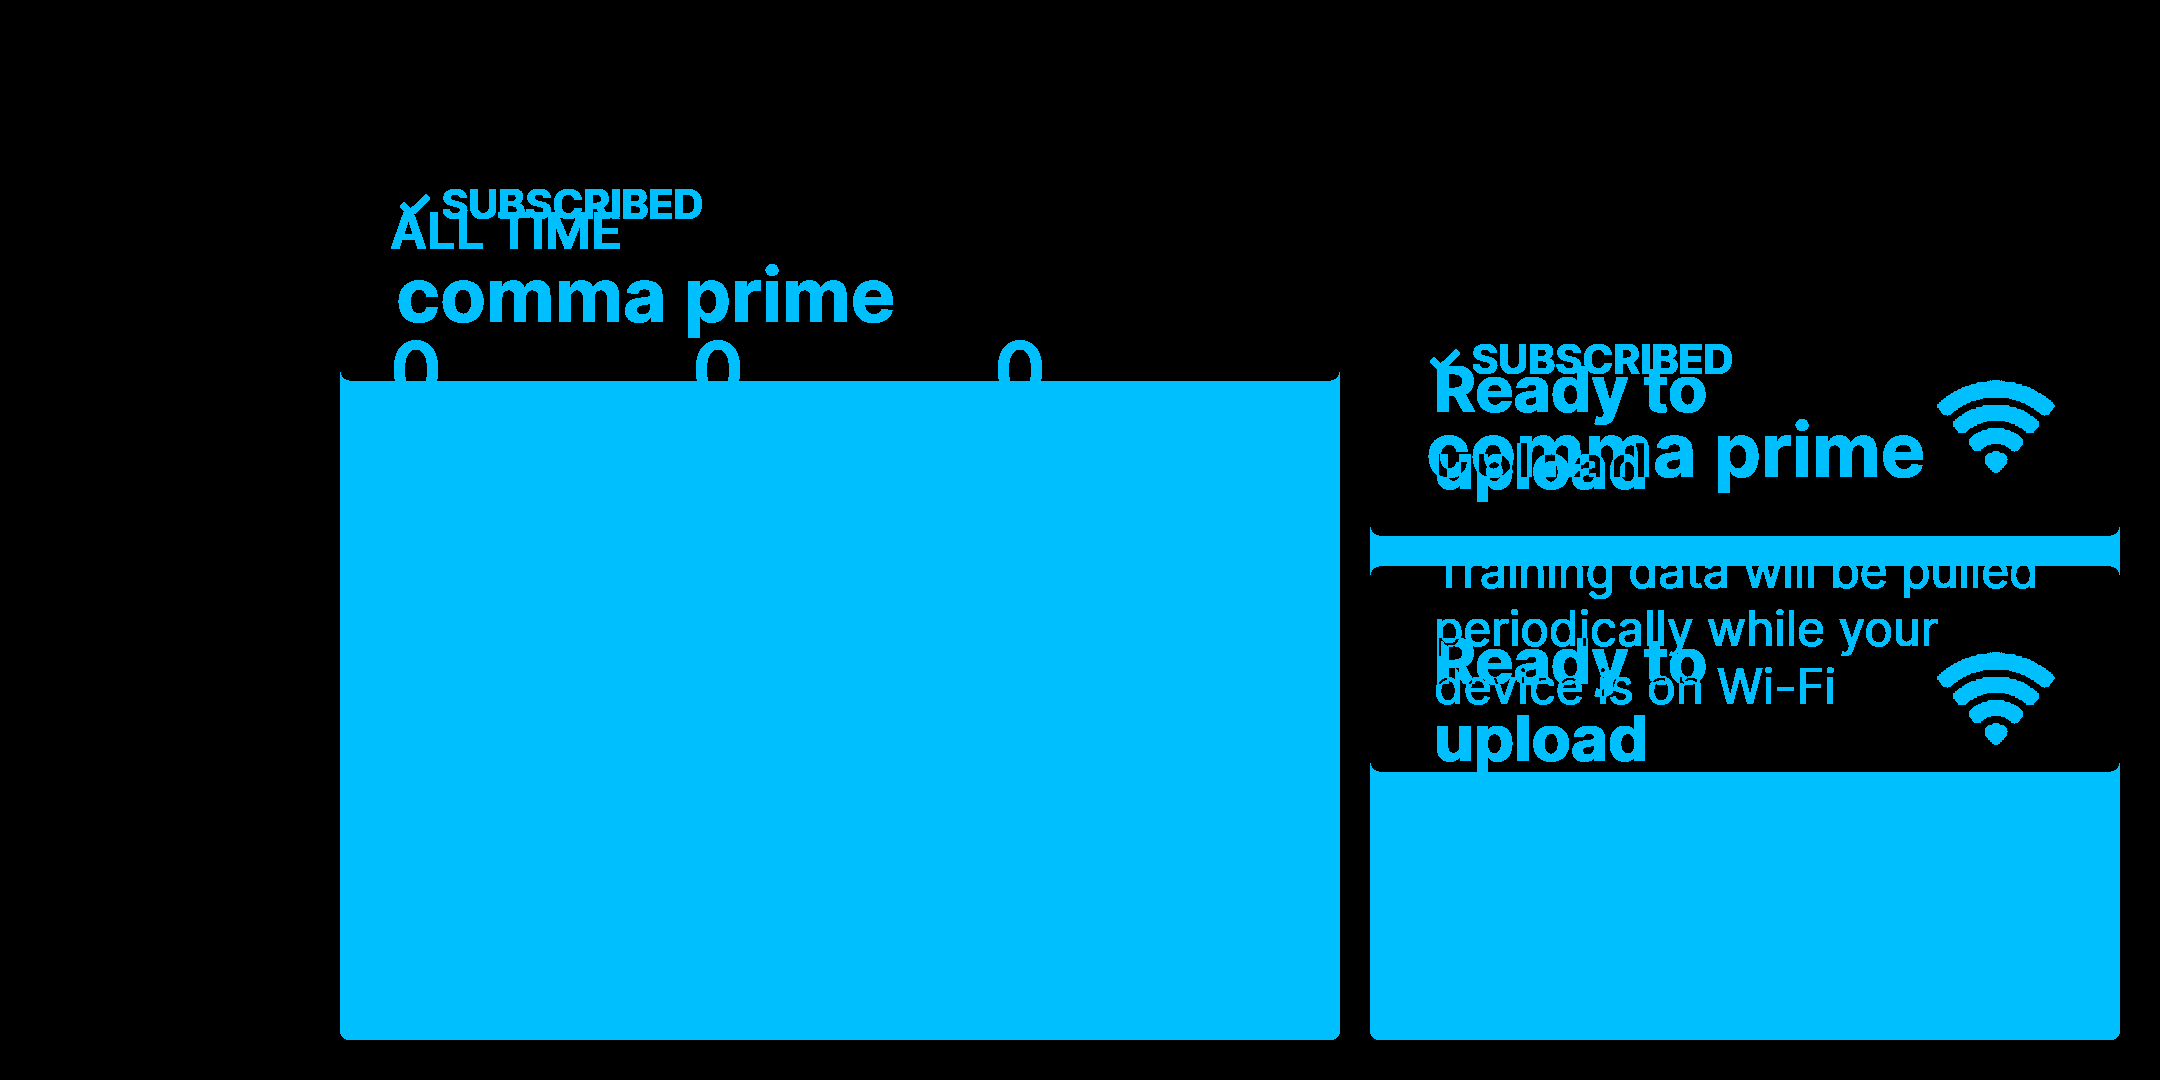 ✓ SUBSCRIBED
ALL TIME
comma prime
0 0 0
✓ SUBSCRIBED
Ready to
comma prime
upload
Training data will be pulled
periodically while your
Ready to
device is on Wi-Fi
upload